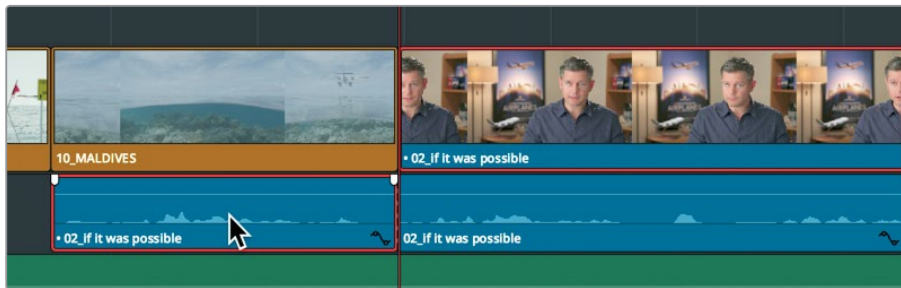 10_MALDIVES
• 02_if it was possible
• 02_if it was possible
02_if it was possible